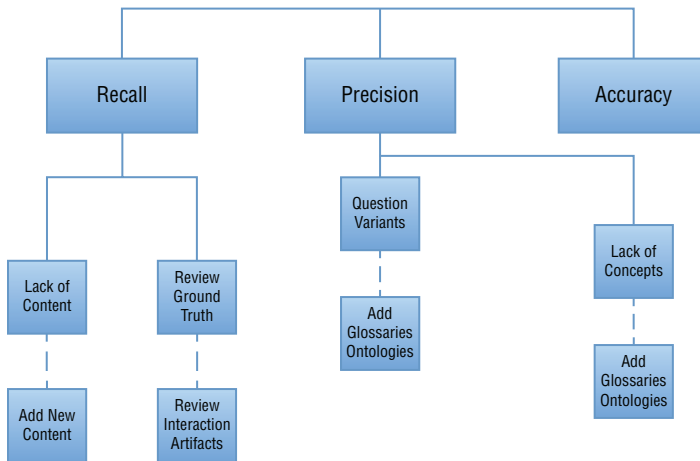 Recall
Precision
Accuracy
Question
Variants
Lack of
Content
Review
Ground
Truth
Lack of
Concepts
Add
Glossaries
Ontologies
Add
Glossaries
Ontologies
Add New
Content
Review
Interaction
Artifacts